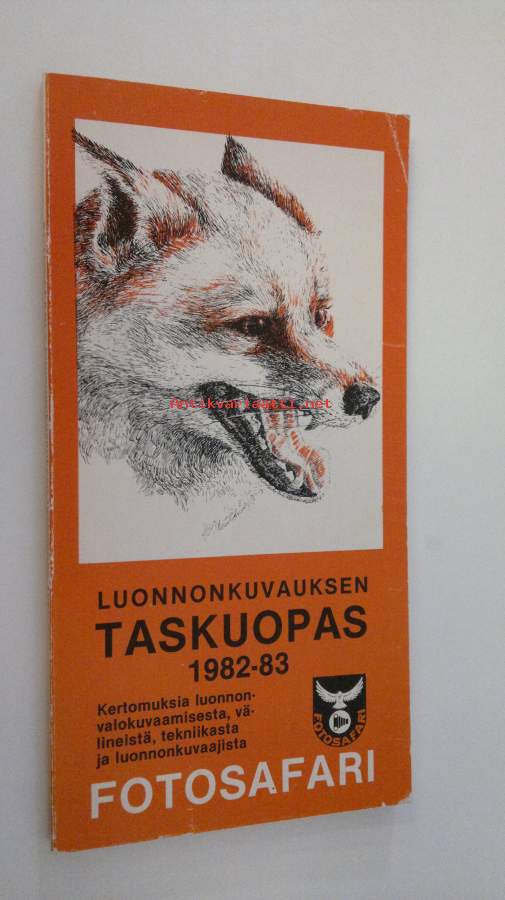 Antikvariaatti.net
LUONNONKUVAUKSEN
TASKUOPAS
1982-83
Kertomuksia luonnon-
valokuvaamisesta, vä-
lineistä, tekniikasta
ja luonnonkuvaajista
FOTOSAFARI
FOTOSAFARI